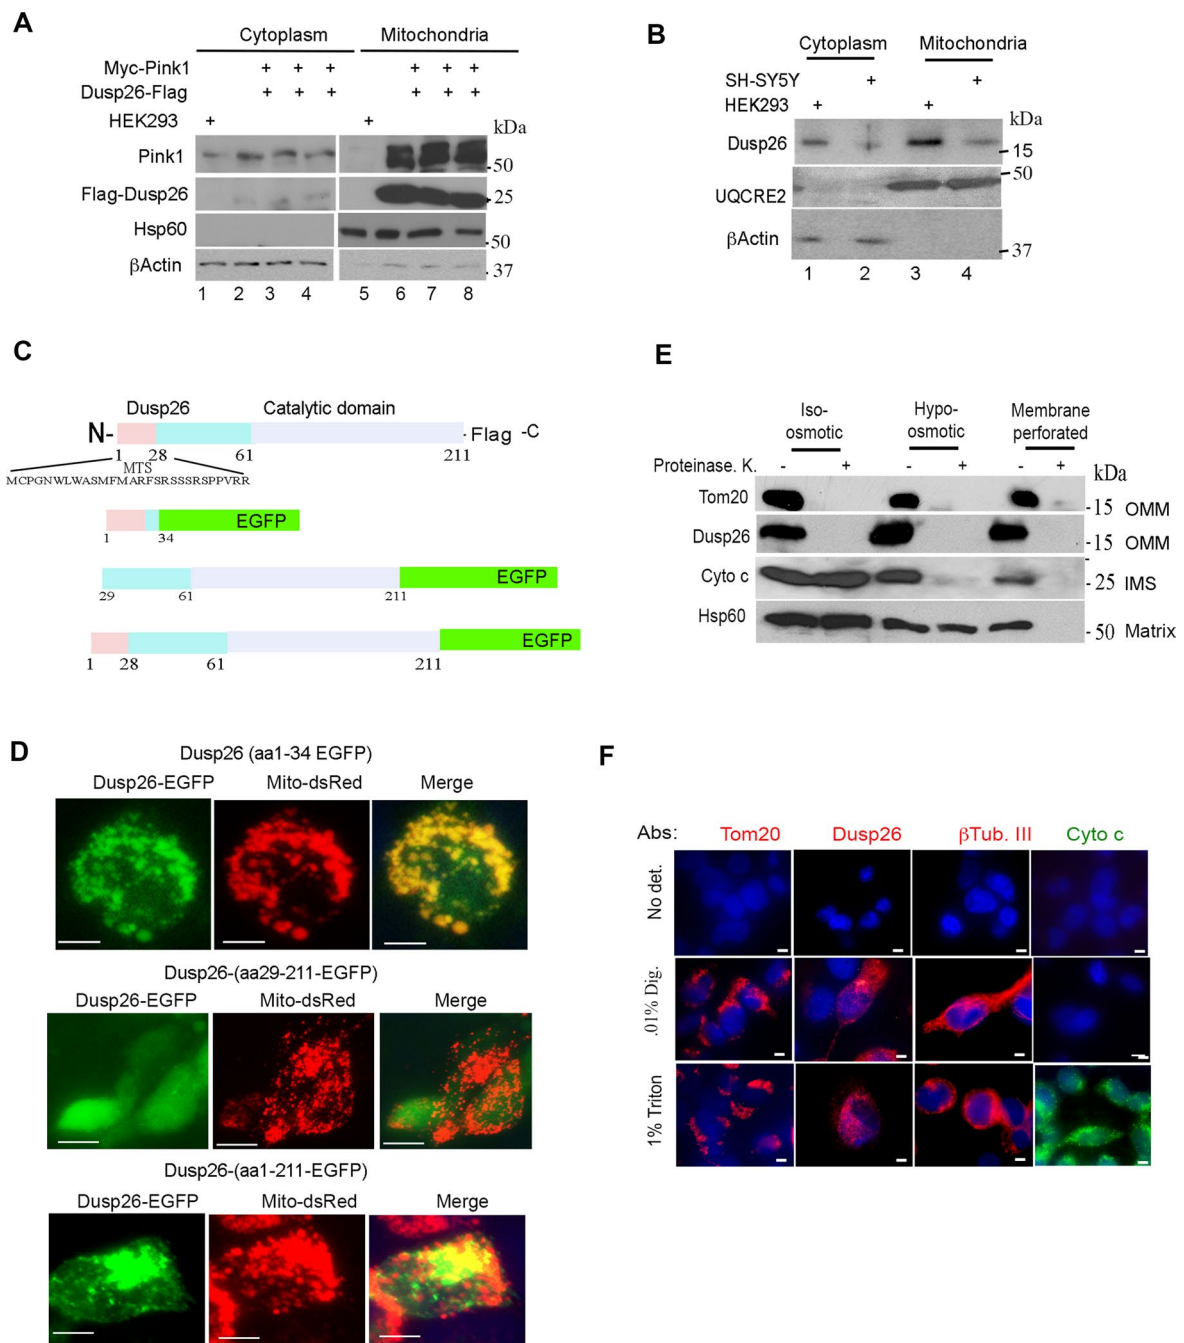 A
Cytoplasm Mitochondria
Myc-Pink1 + + + + + +
Dusp26-Flag + + + + + +
HEK293 + + kDa
Pink1 50
Flag-Dusp26 25
Hsp60 50
βActin 37
1 2 3 4 5 6 7 8
B
Cytoplasm Mitochondria
SH-SY5Y + +
HEK293 + + kDa
Dusp26 15
50
UQCRE2
βActin 37
1 2 3 4
C
Dusp26 Catalytic domain
N- Flag -C
1 28 61 211
MTS
MCPGNWLWASMFMARFSRSSSRSPPVRR
EGFP
1 34
EGFP
29 61 211
EGFP
1 28 61 211
E
Iso-osmotic Hypo-osmotic Membrane perforated
Proteinase. K. - + - + - + kDa
Tom20 - 15 OMM
Dusp26 - 15 OMM
Cyto c - 25 IMS
Hsp60 - 50 Matrix
D
Dusp26 (aa1-34 EGFP)
Dusp26-EGFP Mito-dsRed Merge
Dusp26-(aa29-211-EGFP)
Dusp26-EGFP Mito-dsRed Merge
Dusp26-(aa1-211-EGFP)
Dusp26-EGFP Mito-dsRed Merge
F
Abs: Tom20 Dusp26 βTub. III Cyto c
No det.
.01% Dig.
1% Triton